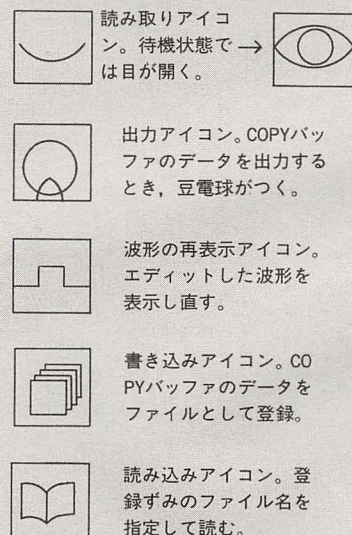 読み取りアイコ
ン。待機状態で→
は目が開く。
出力アイコン。COPYバッ
ファのデータを出力する
とき，豆電球がつく。
波形の再表示アイコン。
エディットした波形を
表示し直す。
書き込みアイコン。CO
PYバッファのデータを
ファイルとして登録。
読み込みアイコン。登
録ずみのファイル名を
指定して読む。